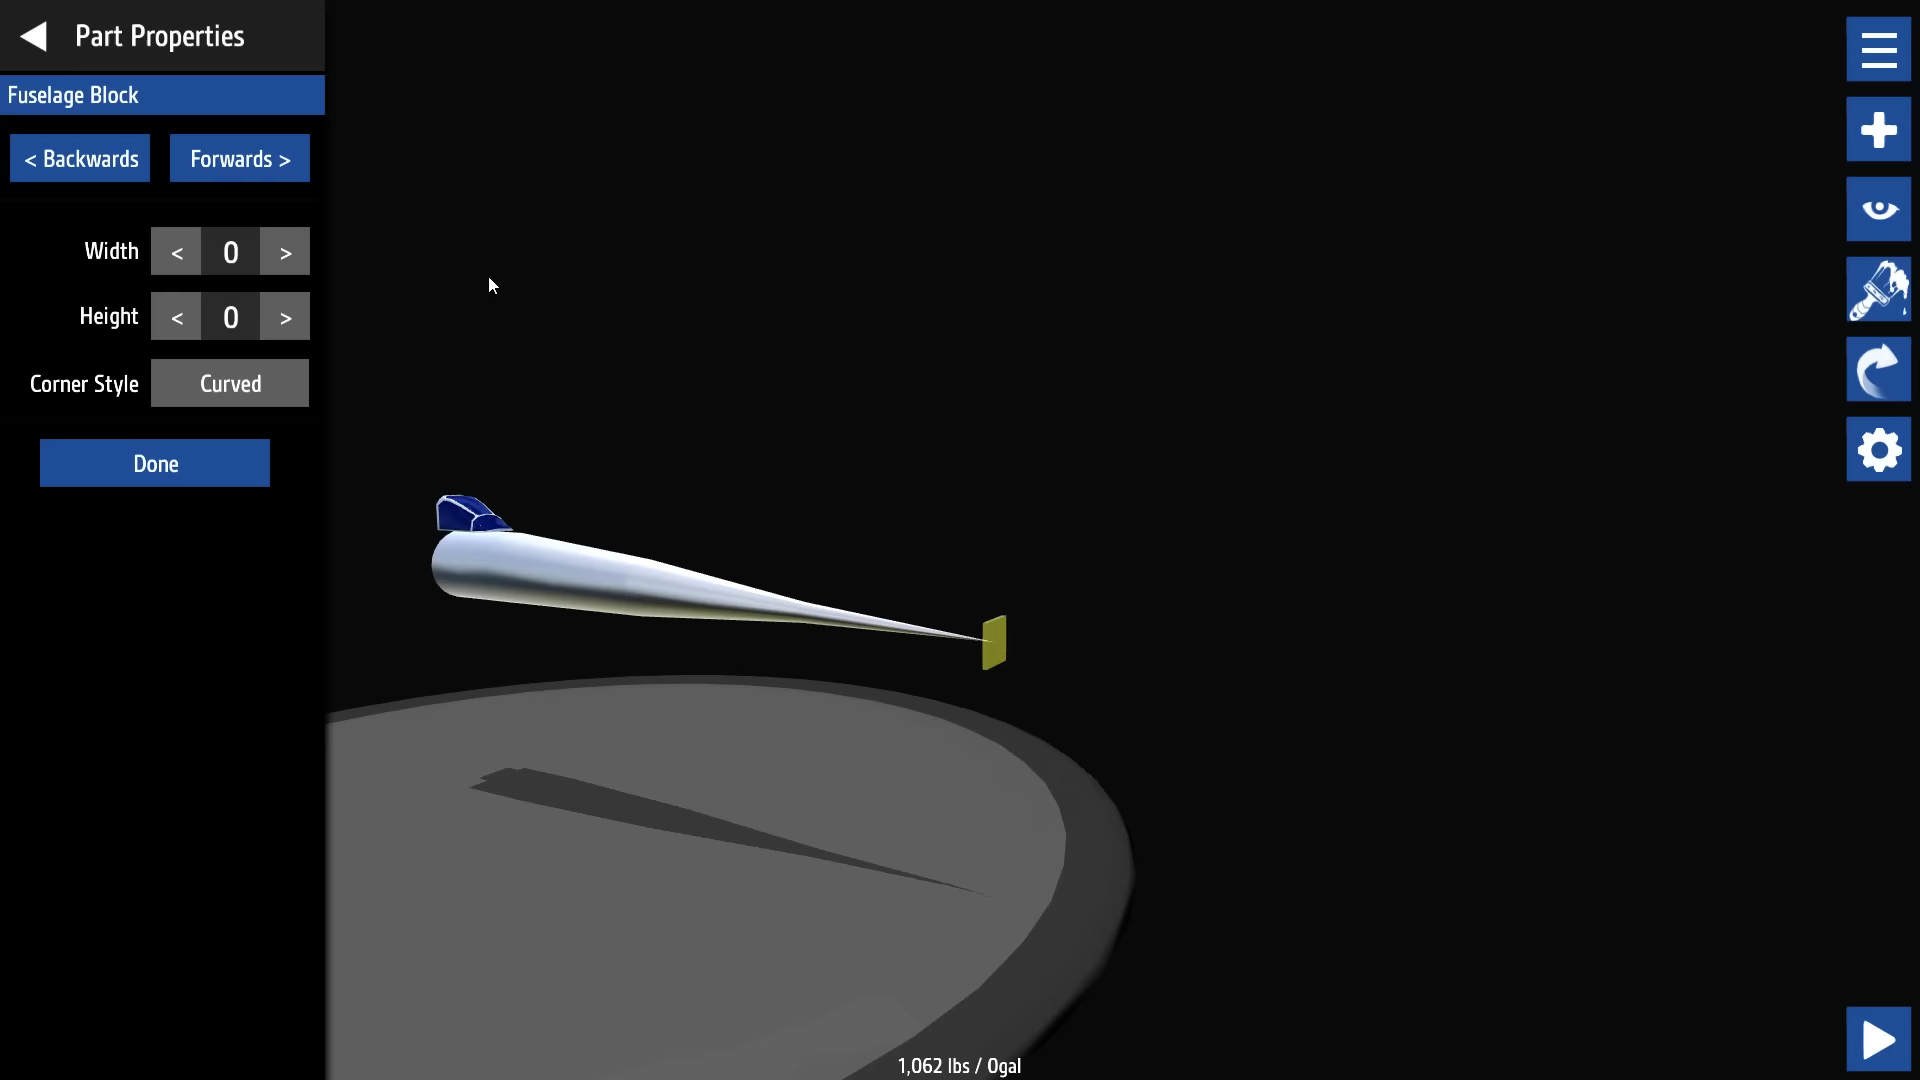 Part Properties
Fuselage Block
< Backwards
Forwards >
Width < 0 >
Height < 0 >
Corner Style Curved
Done
1,062 lbs / 0gal